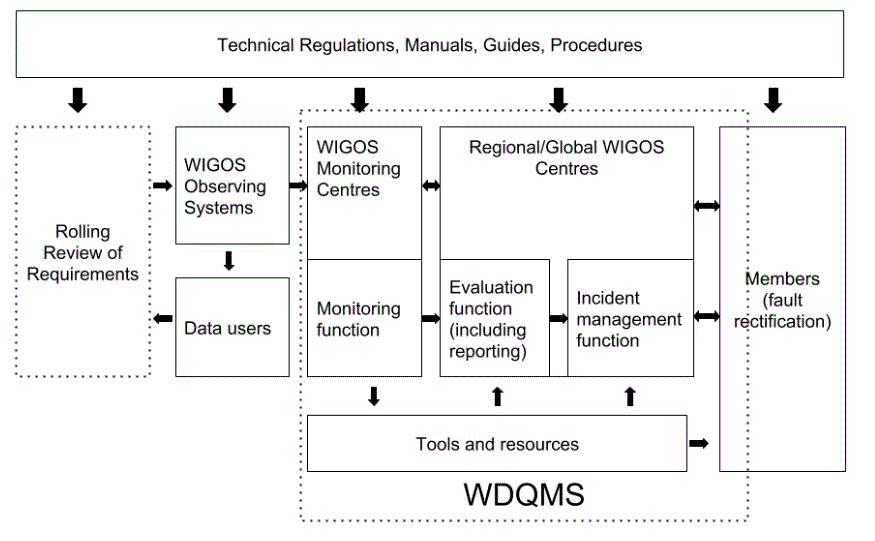 Technical Regulations, Manuals, Guides, Procedures
Rolling
Review of
Requirements
WIGOS
Observing
Systems
Data users
WIGOS
Monitoring
Centres
Regional/Global WIGOS
Centres
Monitoring
function
Evaluation
function
(including
reporting)
Incident
management
function
Members
(fault
rectification)
Tools and resources
WDQMS